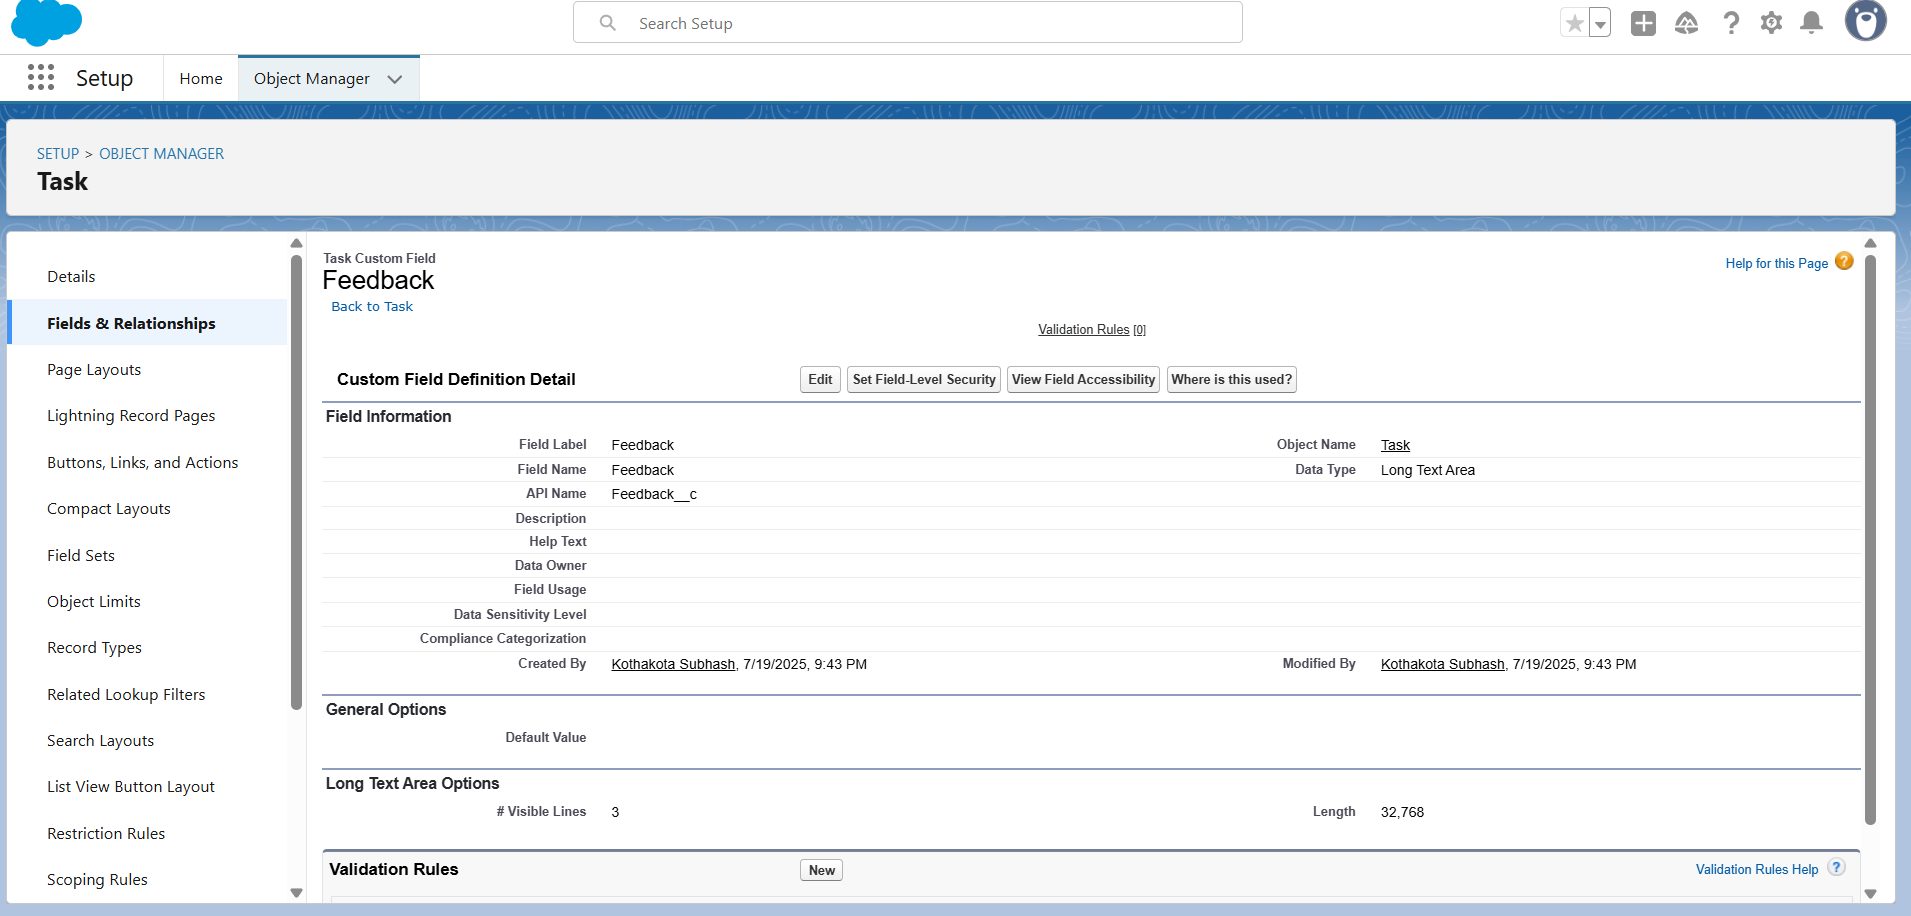 Search Setup
Setup
Home
Object Manager
SETUP > OBJECT MANAGER
Task
Details
Fields & Relationships
Page Layouts
Lightning Record Pages
Buttons, Links, and Actions
Compact Layouts
Field Sets
Object Limits
Record Types
Related Lookup Filters
Search Layouts
List View Button Layout
Restriction Rules
Scoping Rules
Task Custom Field
Feedback
Back to Task
Help for this Page ?
Validation Rules [0]
Custom Field Definition Detail
Edit Set Field-Level Security View Field Accessibility Where is this used?
Field Information
Field Label Feedback Object Name Task
Field Name Feedback Data Type Long Text Area
API Name Feedback__c
Description
Help Text
Data Owner
Field Usage
Data Sensitivity Level
Compliance Categorization
Created By Kothakota Subhash, 7/19/2025, 9:43 PM Modified By Kothakota Subhash, 7/19/2025, 9:43 PM
General Options
Default Value
Long Text Area Options
# Visible Lines 3 Length 32,768
Validation Rules New Validation Rules Help ?